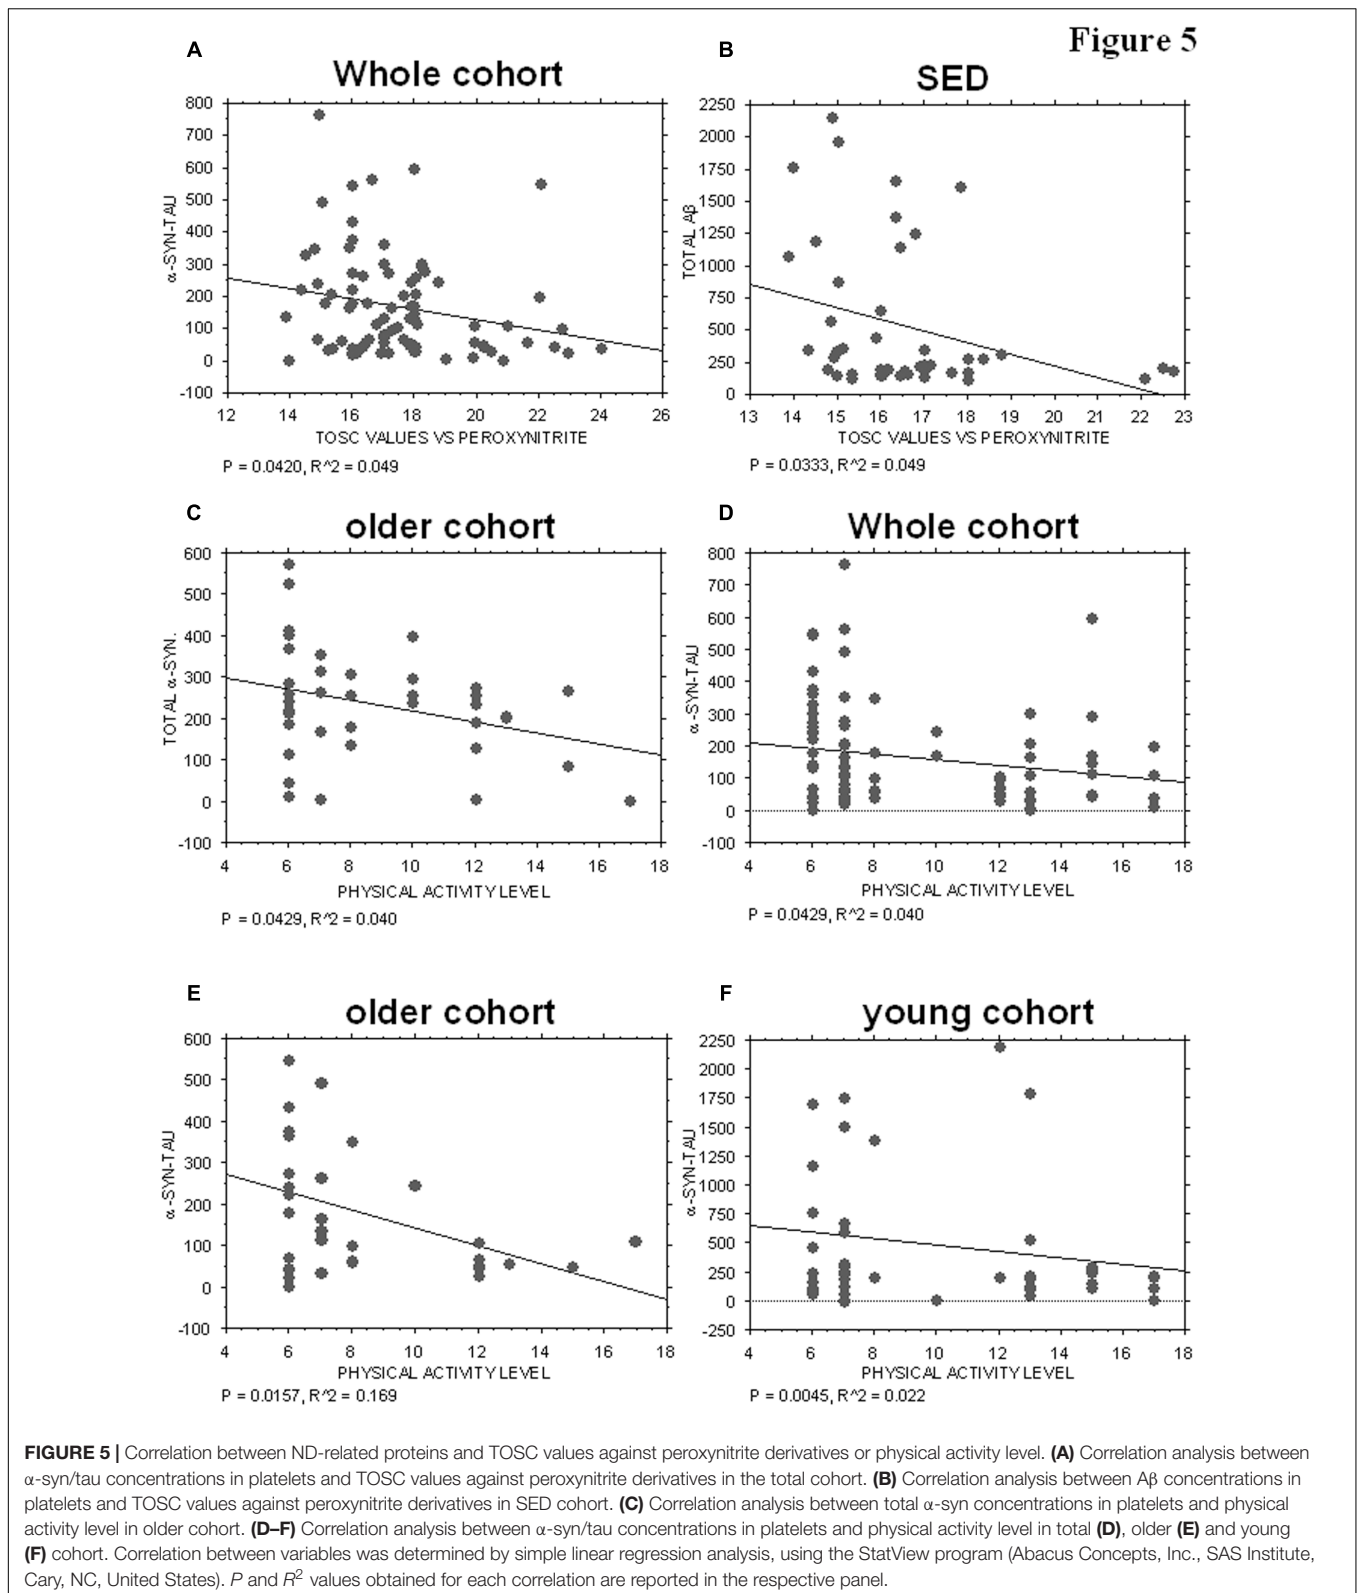 Figure 5
A
Whole cohort
800
700
600
500
400
300
200
100
0
-100
α-SYN-TAU
12 14 16 18 20 22 24 26
TOSC VALUES VS PEROXYNITRITE
P = 0.0420, R^2 = 0.049
B
SED
2250
2000
1750
1500
1250
1000
750
500
250
0
TOTAL Aβ
13 14 15 16 17 18 19 20 21 22 23
TOSC VALUES VS PEROXYNITRITE
P = 0.0333, R^2 = 0.049
C
older cohort
600
500
400
300
200
100
0
-100
TOTAL α-SYN.
4 6 8 10 12 14 16 18
PHYSICAL ACTIVITY LEVEL
P = 0.0429, R^2 = 0.040
D
Whole cohort
800
700
600
500
400
300
200
100
0
-100
α-SYN-TAU
4 6 8 10 12 14 16 18
PHYSICAL ACTIVITY LEVEL
P = 0.0429, R^2 = 0.040
E
older cohort
600
500
400
300
200
100
0
-100
α-SYN-TAU
4 6 8 10 12 14 16 18
PHYSICAL ACTIVITY LEVEL
P = 0.0157, R^2 = 0.169
F
young cohort
2250
2000
1750
1500
1250
1000
750
500
250
0
-250
α-SYN-TAU
4 6 8 10 12 14 16 18
PHYSICAL ACTIVITY LEVEL
P = 0.0045, R^2 = 0.022
FIGURE 5 | Correlation between ND-related proteins and TOSC values against peroxynitrite derivatives or physical activity level. (A) Correlation analysis between
α-syn/tau concentrations in platelets and TOSC values against peroxynitrite derivatives in the total cohort. (B) Correlation analysis between Aβ concentrations in
platelets and TOSC values against peroxynitrite derivatives in SED cohort. (C) Correlation analysis between total α-syn concentrations in platelets and physical
activity level in older cohort. (D–F) Correlation analysis between α-syn/tau concentrations in platelets and physical activity level in total (D), older (E) and young
(F) cohort. Correlation between variables was determined by simple linear regression analysis, using the StatView program (Abacus Concepts, Inc., SAS Institute,
Cary, NC, United States). P and R² values obtained for each correlation are reported in the respective panel.